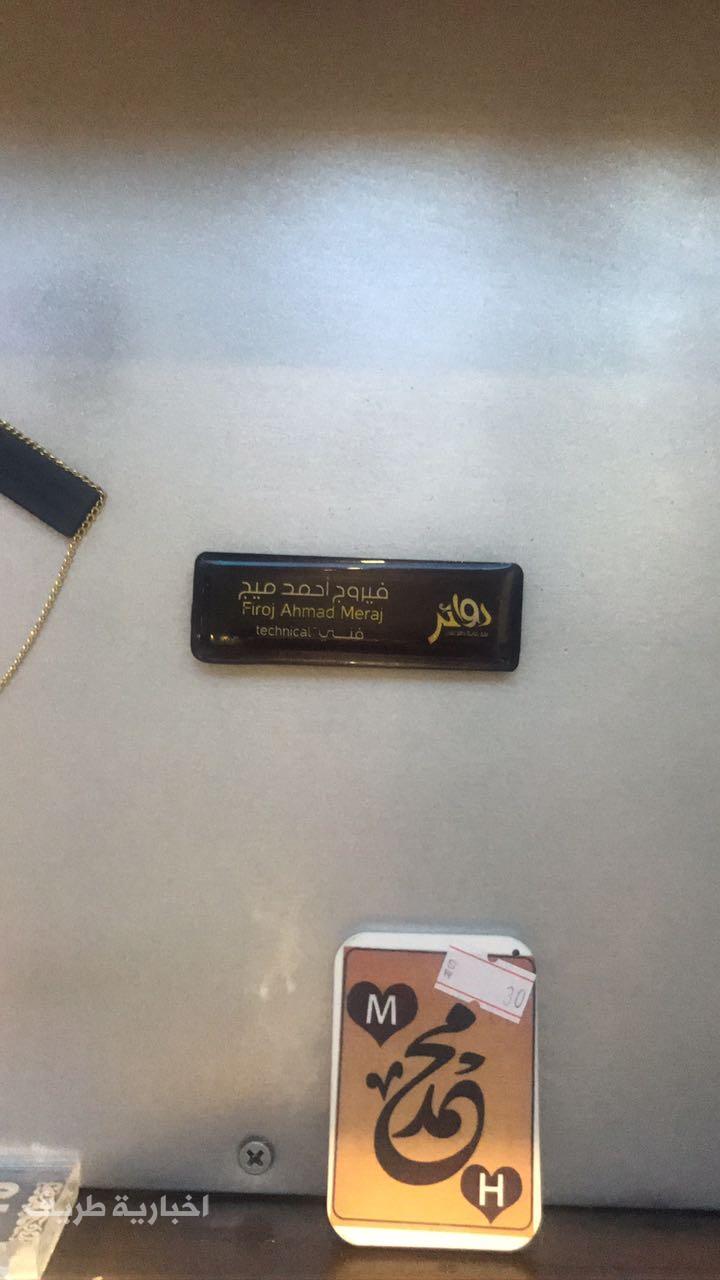 فيروج أحمد ميج
Firoj Ahmad Meraj
technical - فني
دوائر
30
M
محمد
H
اخبارية طريف